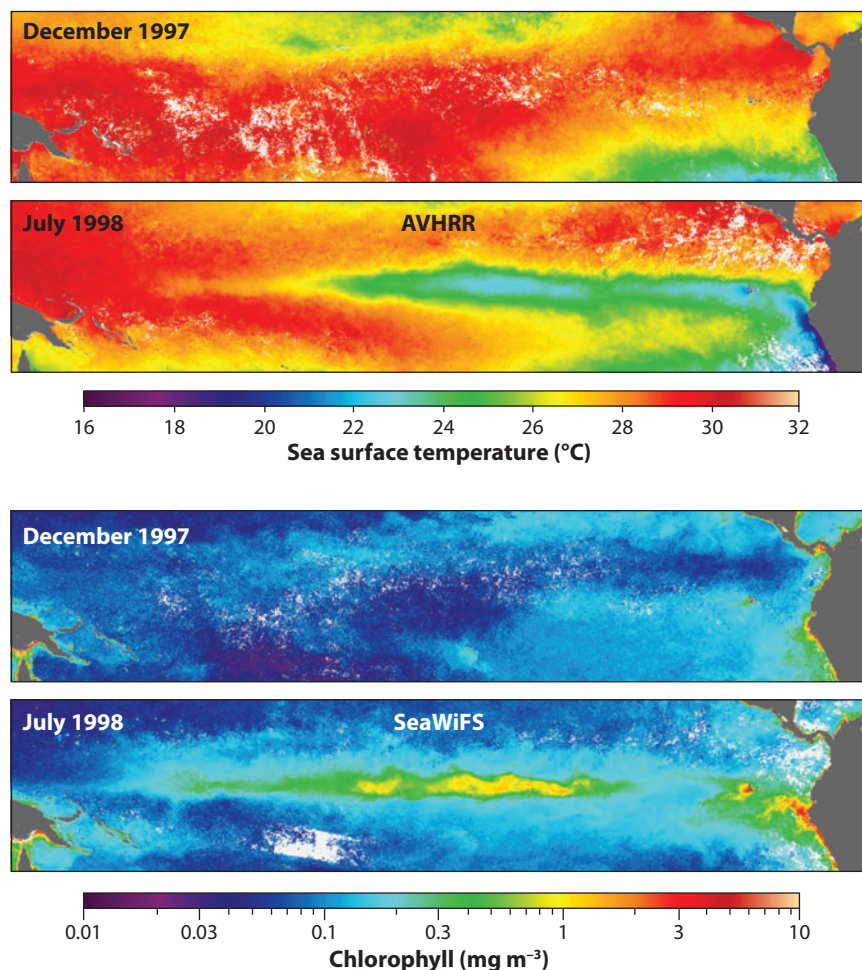 December 1997
July 1998 AVHRR
16 18 20 22 24 26 28 30 32
Sea surface temperature (°C)
December 1997
July 1998 SeaWiFS
0.01 0.03 0.1 0.3 1 3 10
Chlorophyll (mg m⁻³)